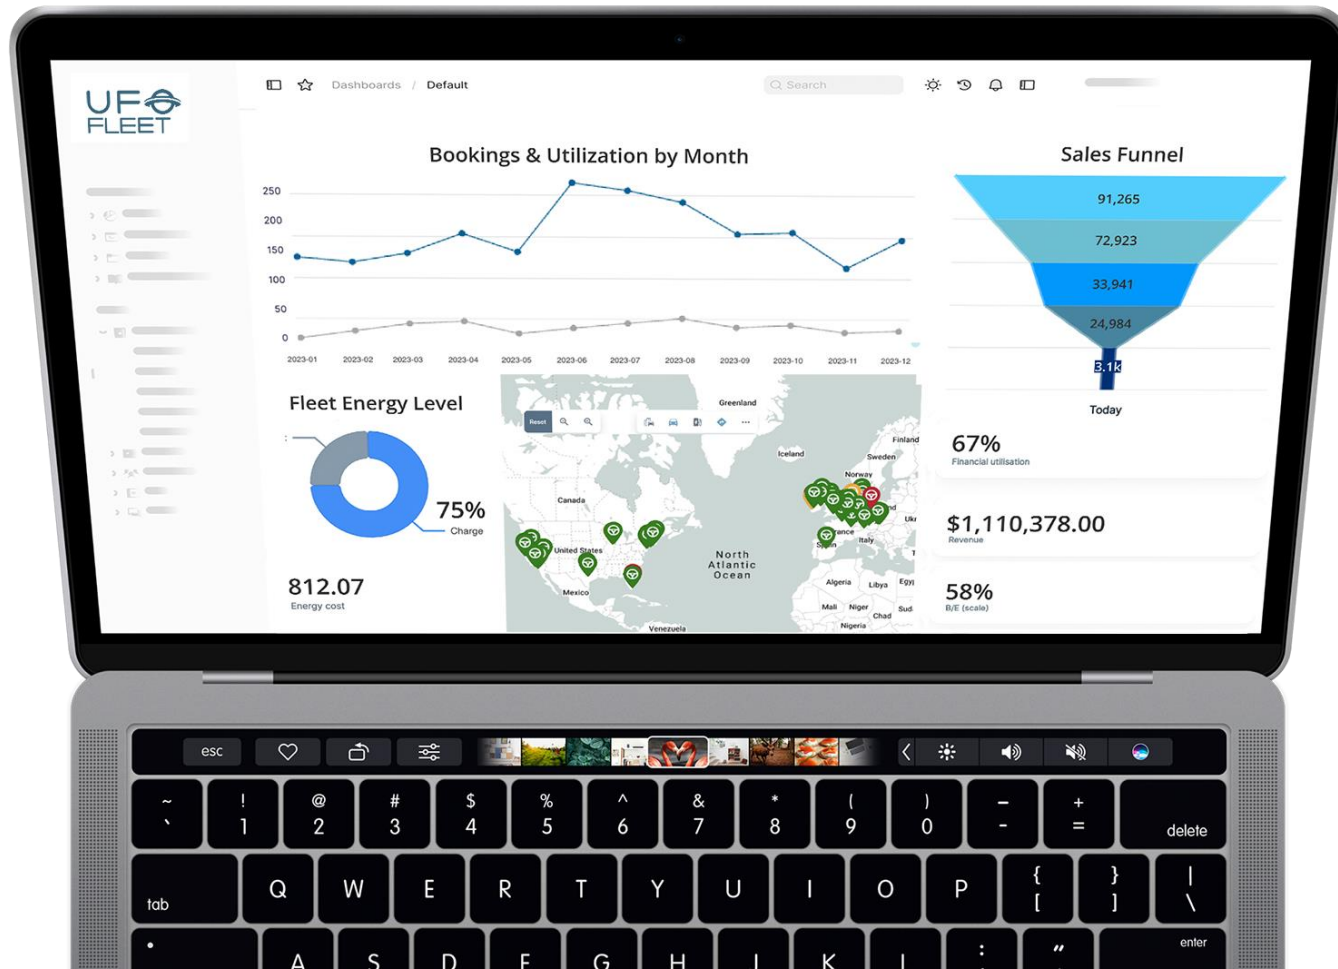 UFO
FLEET
Dashboards / Default
Search
Bookings & Utilization by Month
250
200
150
100
50
0
2023-01 2023-02 2023-03 2023-04 2023-05 2023-06 2023-07 2023-08 2023-09 2023-10 2023-11 2023-12
Sales Funnel
91,265
72,923
33,941
24,984
3.1k
Today
Fleet Energy Level
75%
Charge
812.07
Energy cost
Reset
Greenland
Iceland
Finland
Sweden
Norway
Canada
United States
Mexico
Venezuela
North
Atlantic
Ocean
Ukr
Italy
Algeria Libya Egy
Mali Niger Chad Sud
Nigeria
67%
Financial utilisation
$1,110,378.00
Revenue
58%
B/E (scale)
esc
~ ! @ # $ % ^ & * ( ) – +
` 1 2 3 4 5 6 7 8 9 0 - = delete
tab Q W E R T Y U I O P { [ } ] | \
A S D F G H J K L : " enter